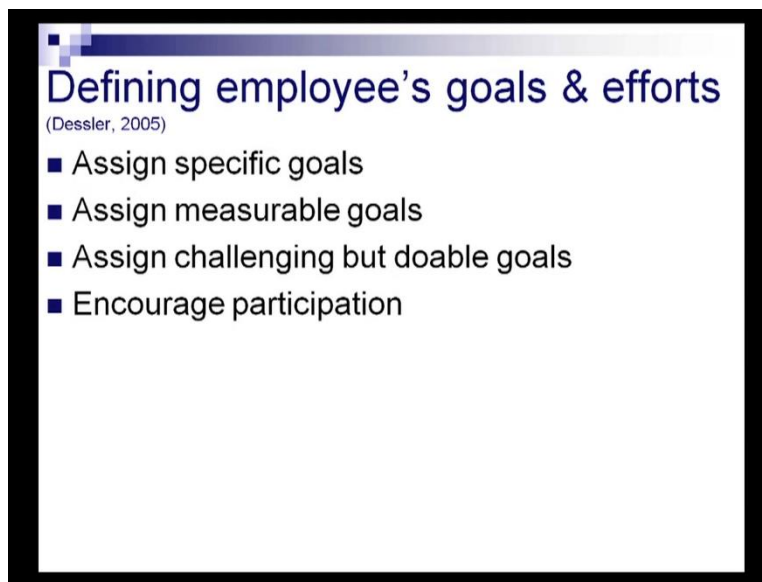 Defining employee's goals & efforts
(Dessler, 2005)
Assign specific goals
Assign measurable goals
Assign challenging but doable goals
Encourage participation